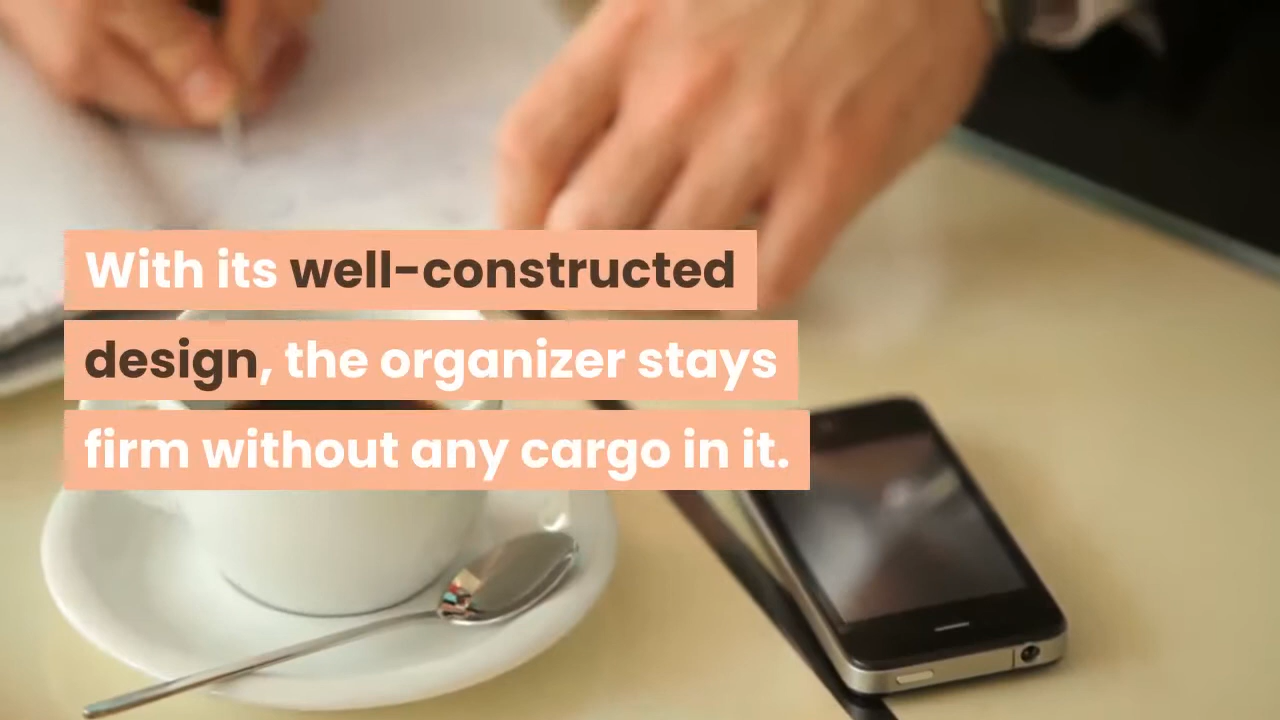 With its well-constructed
design, the organizer stays
firm without any cargo in it.